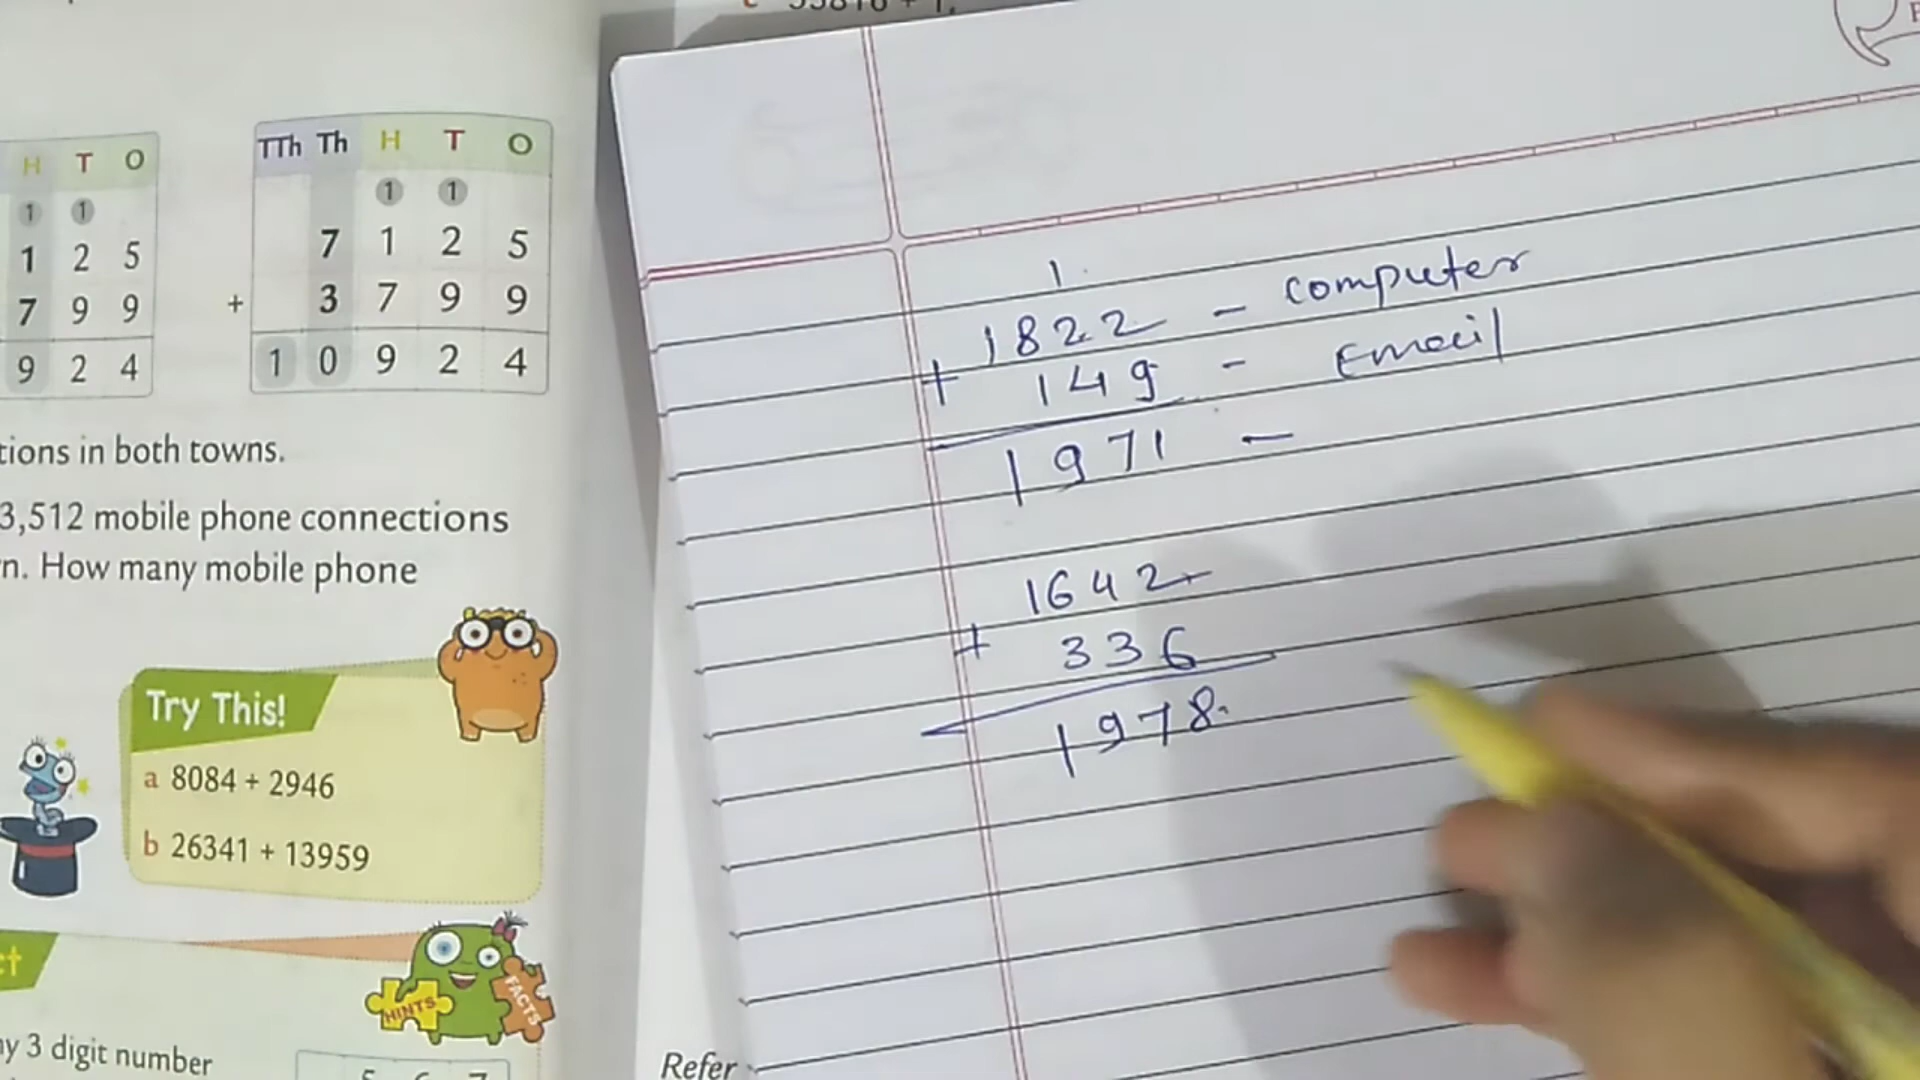 H T O
1 1
1 2 5
7 9 9
9 2 4
TTh Th H T O
1 1
7 1 2 5
+ 3 7 9 9
1 0 9 2 4
tions in both towns.
3,512 mobile phone connections
n. How many mobile phone
Try This!
a 8084 + 2946
b 26341 + 13959
HINTS
FACTS
y 3 digit number
Refer
1
1822 - computer
+ 149 - Email
1971 -
1642
+ 336
1978.